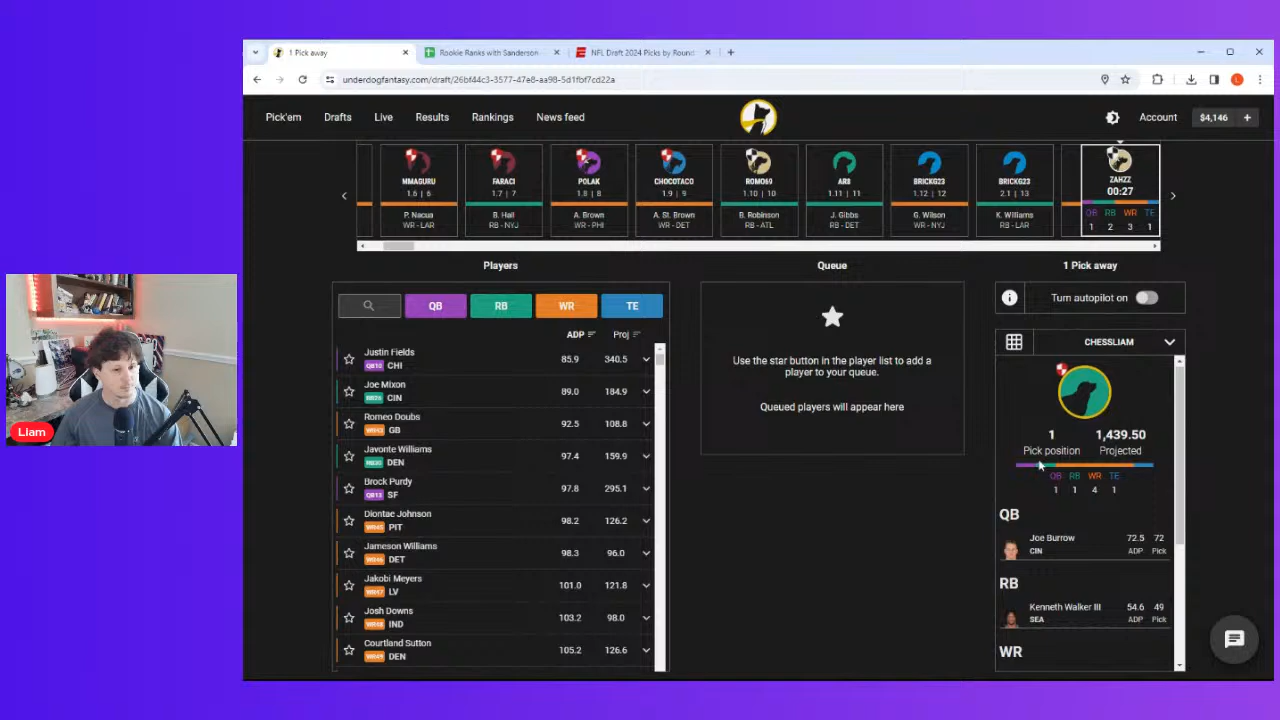 1 Pick away
Rookie Ranks with Sanderson
NFL Draft 2024 Picks by Round
underdogfantasy.com/draft/26bf44c3-3577-47e8-aa98-5d1fbf7cd22a
Pick'em Drafts Live Results Rankings News feed Account $4,146 +
MMAGURU FARACI POLAK CHOCOTACO ROMO69 AR8 BRICKG23 BRICKG23 ZAHZZ
1.6 | 6 1.7 | 7 1.8 | 8 1.9 | 9 1.10 | 10 1.11 | 11 1.12 | 12 2.1 | 13 00:27
P. Nacua B. Hall A. Brown A. St. Brown B. Robinson J. Gibbs G. Wilson K. Williams QB RB WR TE
WR - LAR RB - NYJ WR - PHI WR - DET RB - ATL RB - DET WR - NYJ RB - LAR 1 2 3 1
Players Queue 1 Pick away
Turn autopilot on
QB RB WR TE
ADP Proj
CHESSLIAM
Justin Fields
QB10 CHI 85.9 340.5
Joe Mixon
CIN 89.0 184.9
Romeo Doubs
GB 92.5 108.8
Javonte Williams
DEN 97.4 159.9
Brock Purdy
QB13 SF 97.8 295.1
Diontae Johnson
PIT 98.2 126.2
Jameson Williams
DET 98.3 96.0
Jakobi Meyers
WR47 LV 101.0 121.8
Josh Downs
WR48 IND 103.2 98.0
Courtland Sutton
WR49 DEN 105.2 126.6
Use the star button in the player list to add a
player to your queue.
Queued players will appear here
1 1,439.50
Pick position Projected
QB RB WR TE
1 1 4 1
QB
Joe Burrow 72.5 72
CIN ADP Pick
RB
Kenneth Walker III 54.6 49
SEA ADP Pick
WR
Liam